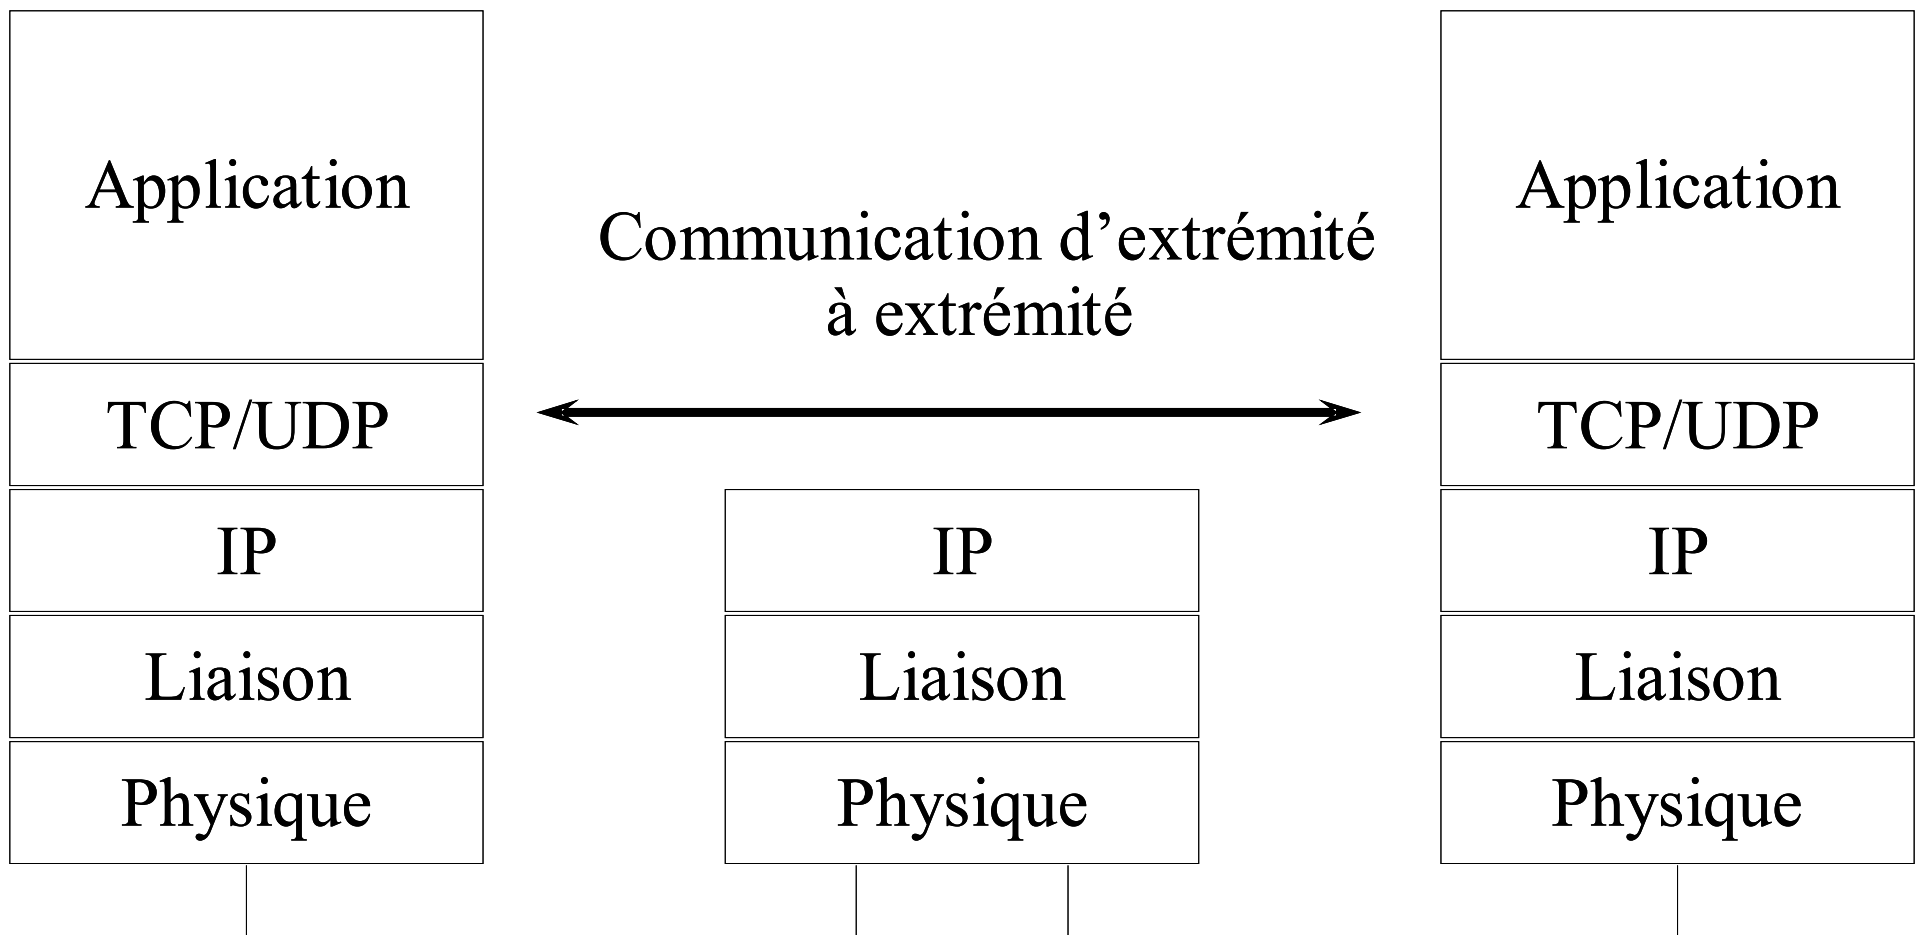 Application
TCP/UDP
IP
Liaison
Physique
Communication d’extrémité
à extrémité
IP
Liaison
Physique
Application
TCP/UDP
IP
Liaison
Physique